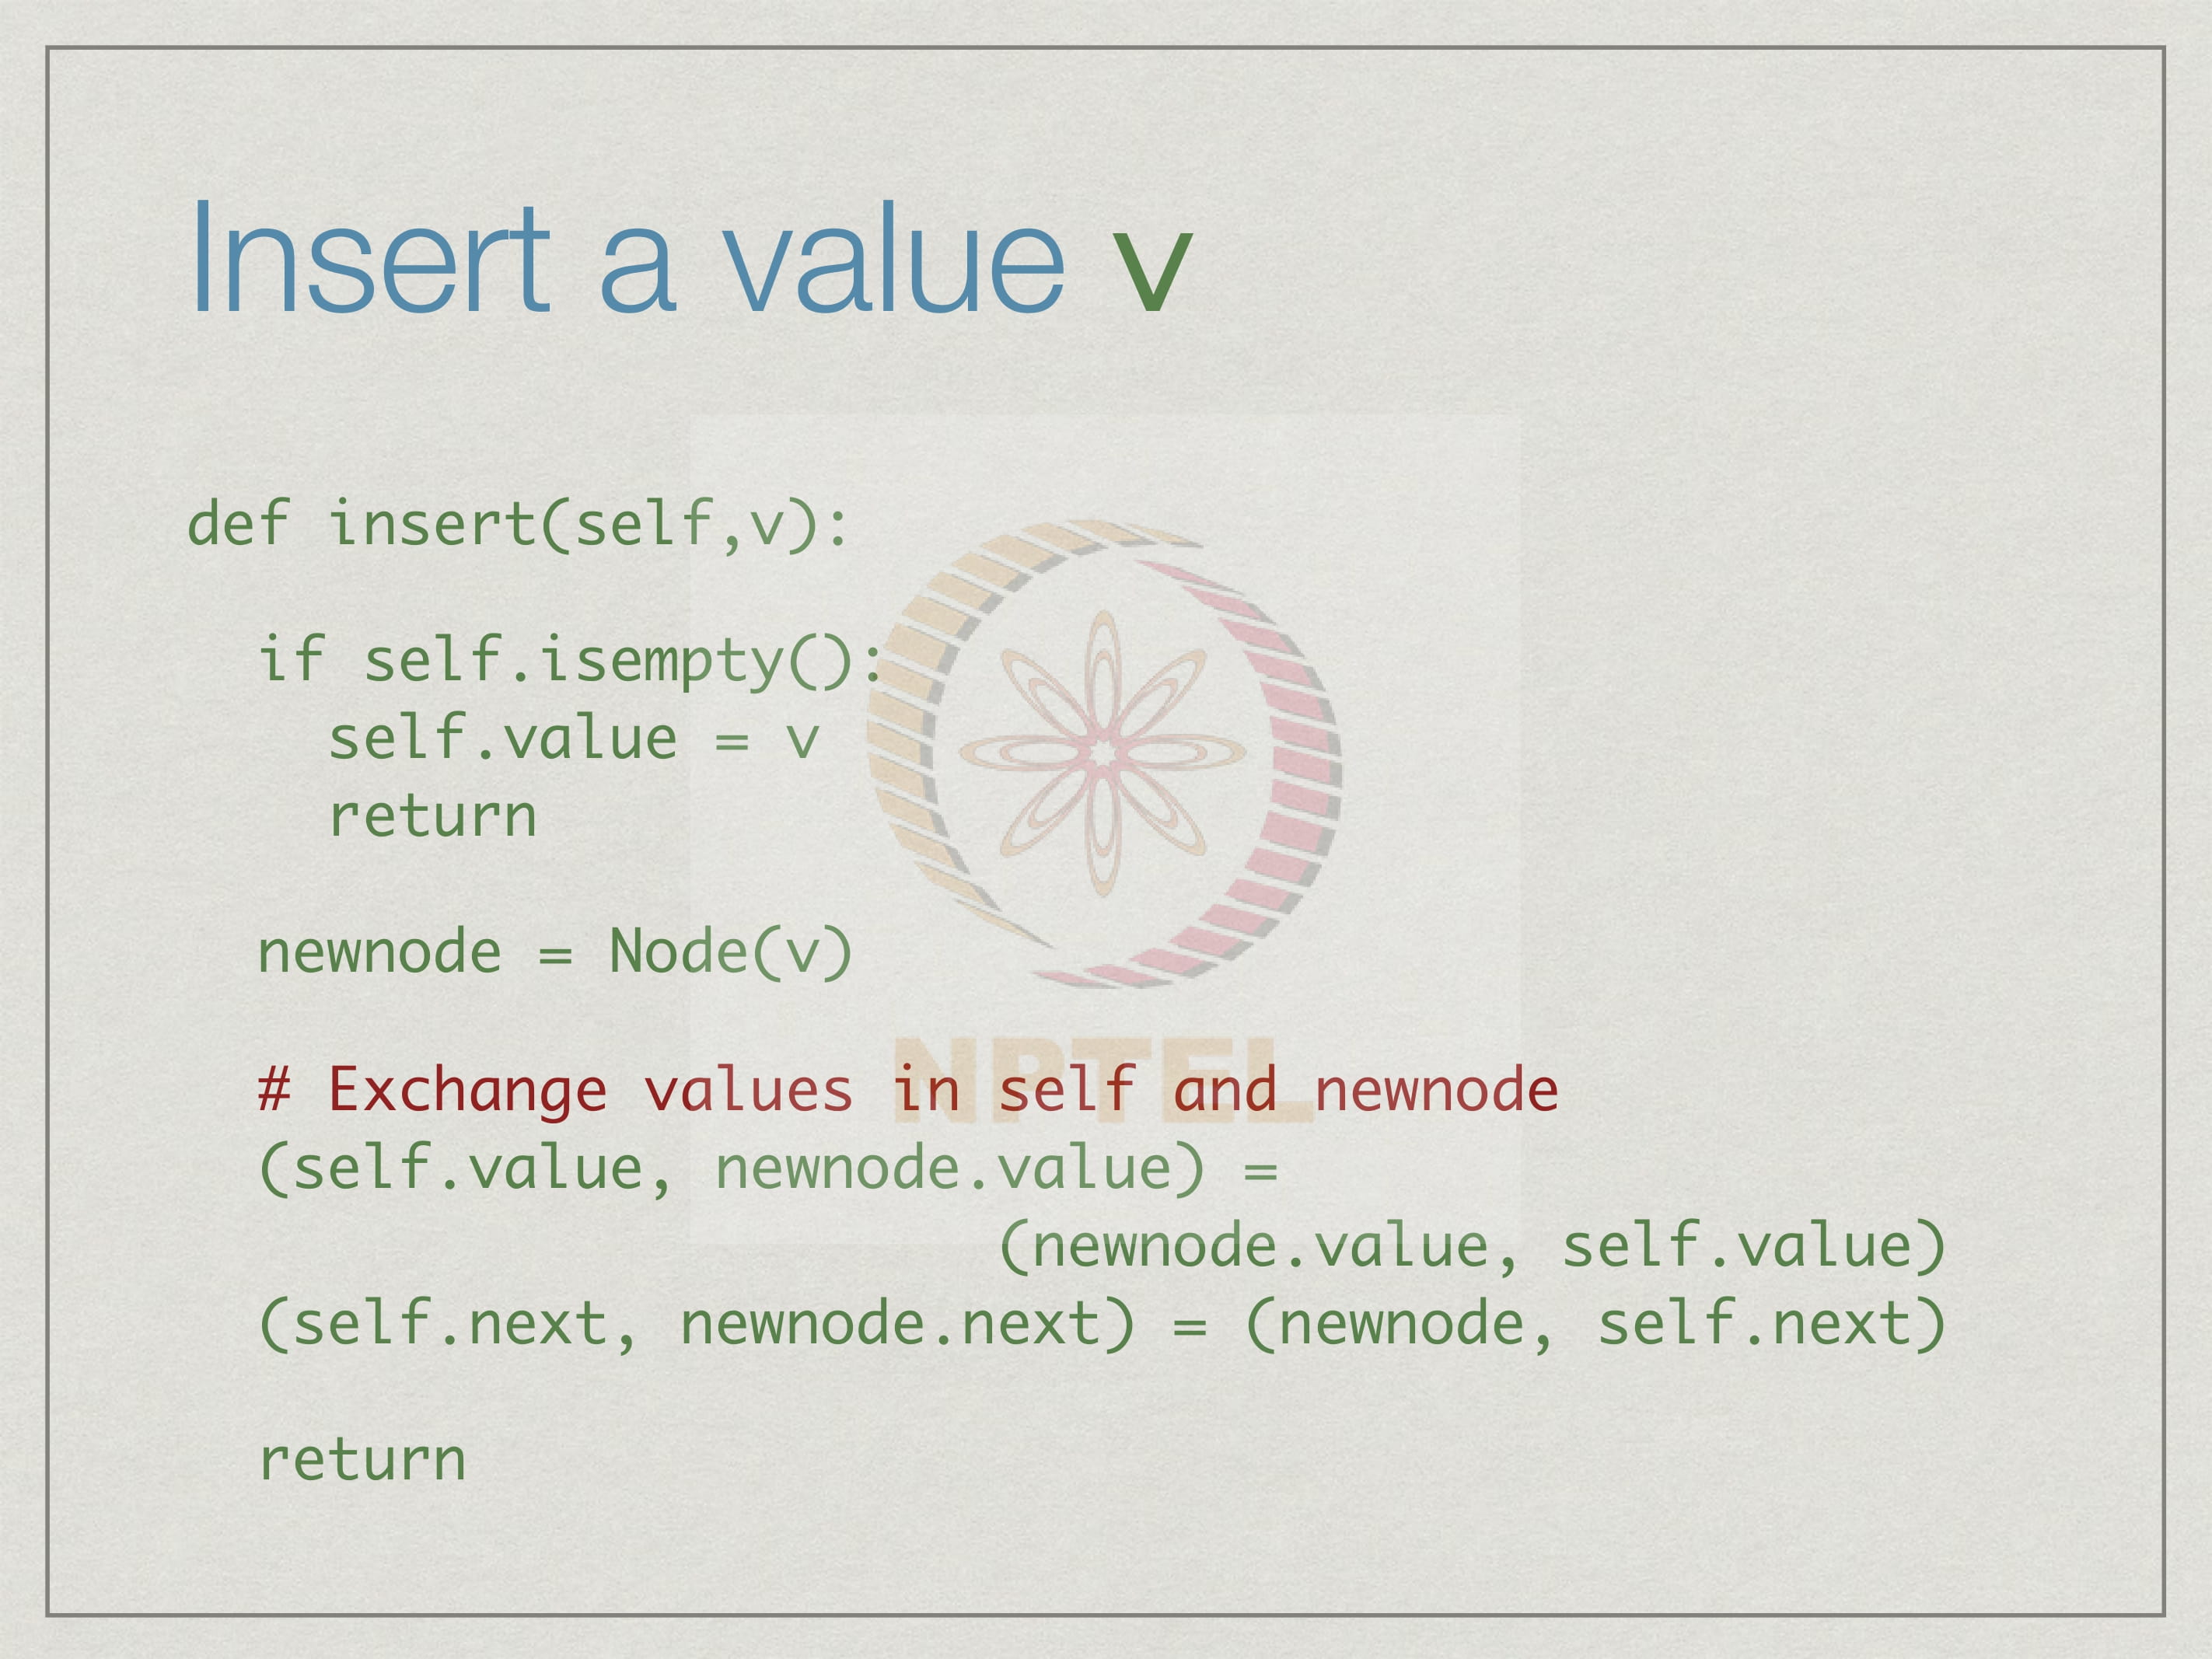 Insert a value v
def insert(self,v):
if self.isempty():
self.value = v
return
newnode = Node(v)
# Exchange values in self and newnode
(self.value, newnode.value) =
(newnode.value, self.value)
(self.next, newnode.next) = (newnode, self.next)
return
NPTEL